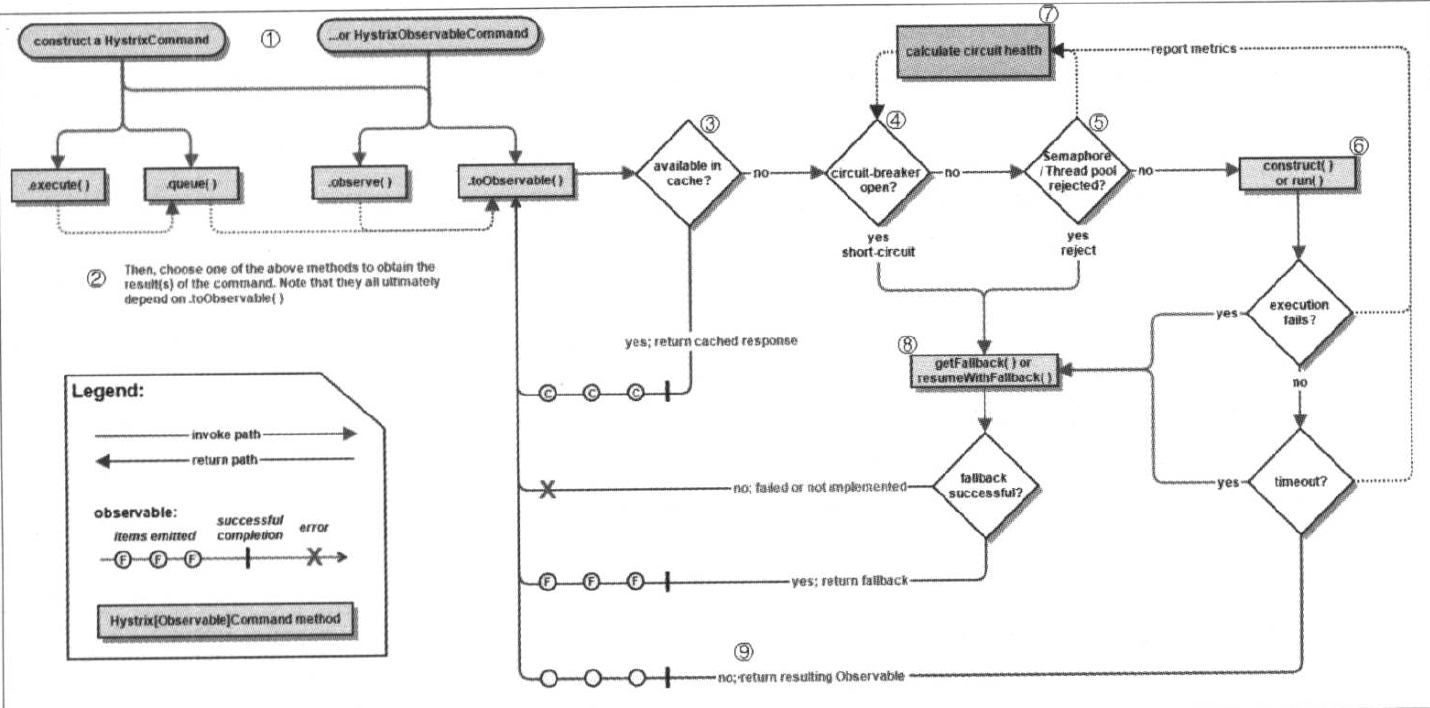 construct a HystrixCommand
①
...or HystrixObservableCommand
⑦
calculate circuit health
report metrics
.execute( )
.queue( )
.observe( )
.toObservable( )
③
available in
cache?
no
④
circuit-breaker
open?
no
⑤
Semaphore
/ Thread pool
rejected?
no
⑥
construct( )
or run( )
yes
short-circuit
yes
reject
② Then, choose one of the above methods to obtain the
result(s) of the command. Note that they all ultimately
depend on .toObservable( )
execution
fails?
yes
no
yes; return cached response
⑧
getFallback( ) or
resumeWithFallback( )
C C C
timeout?
yes
fallback
successful?
no; failed or not implemented
X
F F F
yes; return fallback
⑨
no; return resulting Observable
Legend:
invoke path
return path
observable:
items emitted
successful
completion
error
F F F X
Hystrix[Observable]Command method